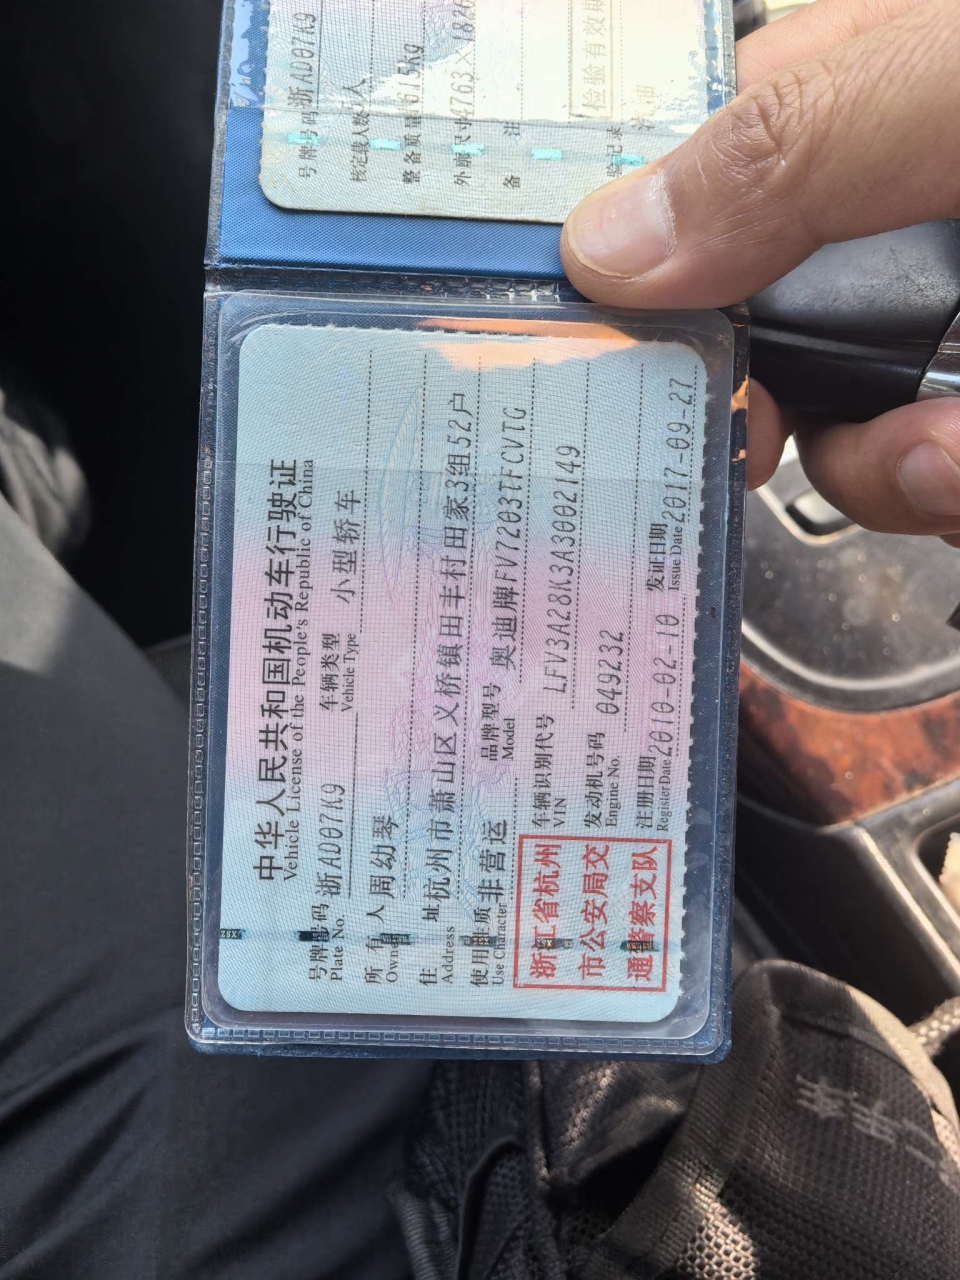 中华人民共和国机动车行驶证
Vehicle License of the People's Republic of China
号牌号码 浙AD07K9 车辆类型 小型轿车
Plate No. Vehicle Type
所有人 周幼琴
Owner
住址 杭州市萧山区义桥镇田丰村田家3组52户
Address
使用性质 非营运 品牌型号 奥迪牌FV7203TFCVTG
Use Character Model
浙江省杭州
市公安局交
通警察支队
车辆识别代号 LFV3A28K3A3002149
VIN
发动机号码 049232
Engine No.
注册日期 2010-02-10 发证日期 2017-09-27
Register Date Issue Date
号牌号码 浙AD07K9
核定载人数 人
整备质量 1615kg
外廓尺寸 4763×
备 注
检验有效期